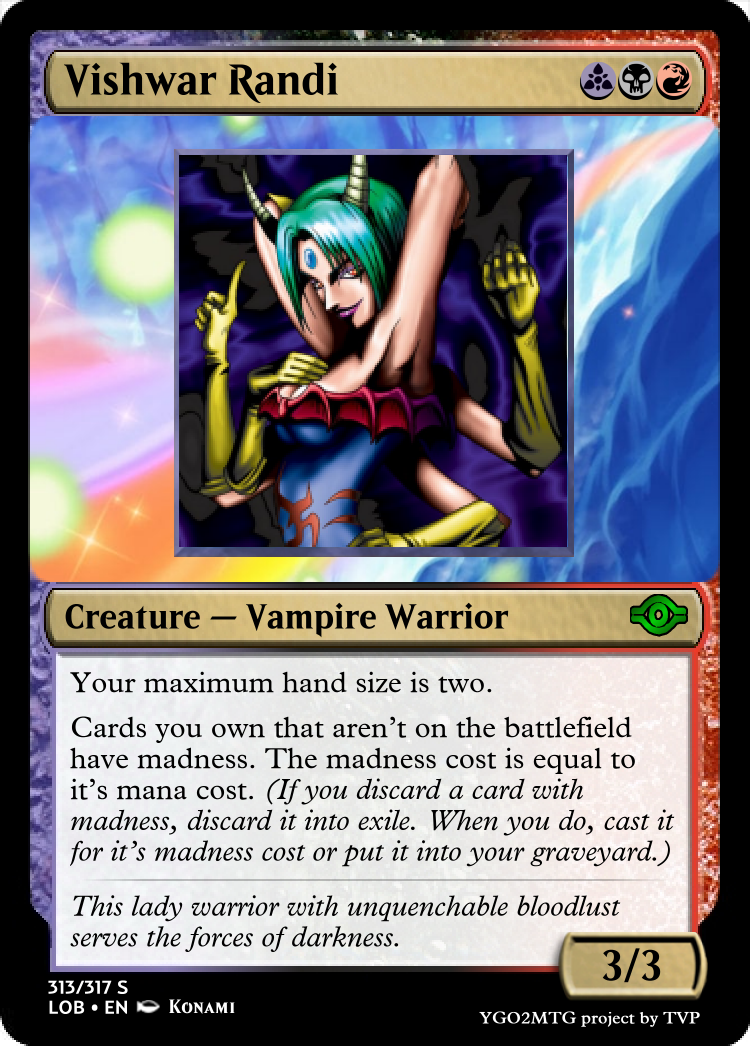 Vishwar Randi
Creature — Vampire Warrior
Your maximum hand size is two.
Cards you own that aren't on the battlefield
have madness. The madness cost is equal to
it's mana cost. (If you discard a card with
madness, discard it into exile. When you do, cast it
for it's madness cost or put it into your graveyard.)
This lady warrior with unquenchable bloodlust
serves the forces of darkness.
3/3
313/317 S
LOB • EN KONAMI
YGO2MTG project by TVP